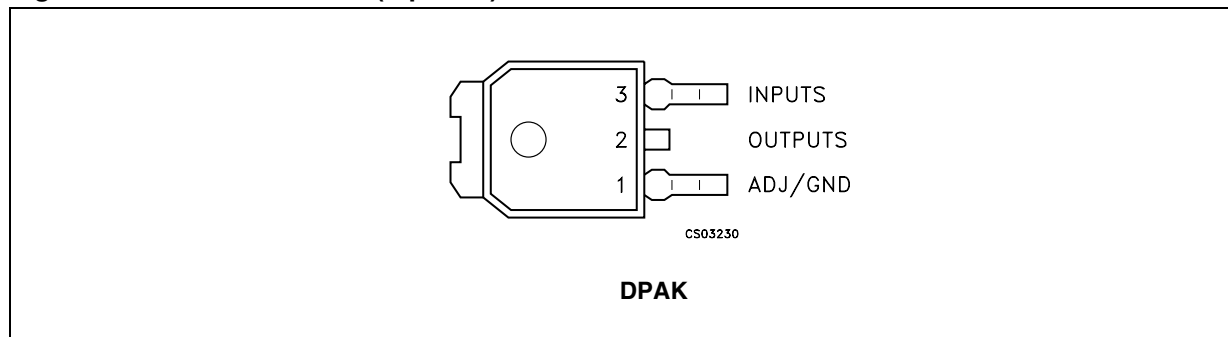 3 INPUTS
2 OUTPUTS
1 ADJ/GND
CS03230
DPAK